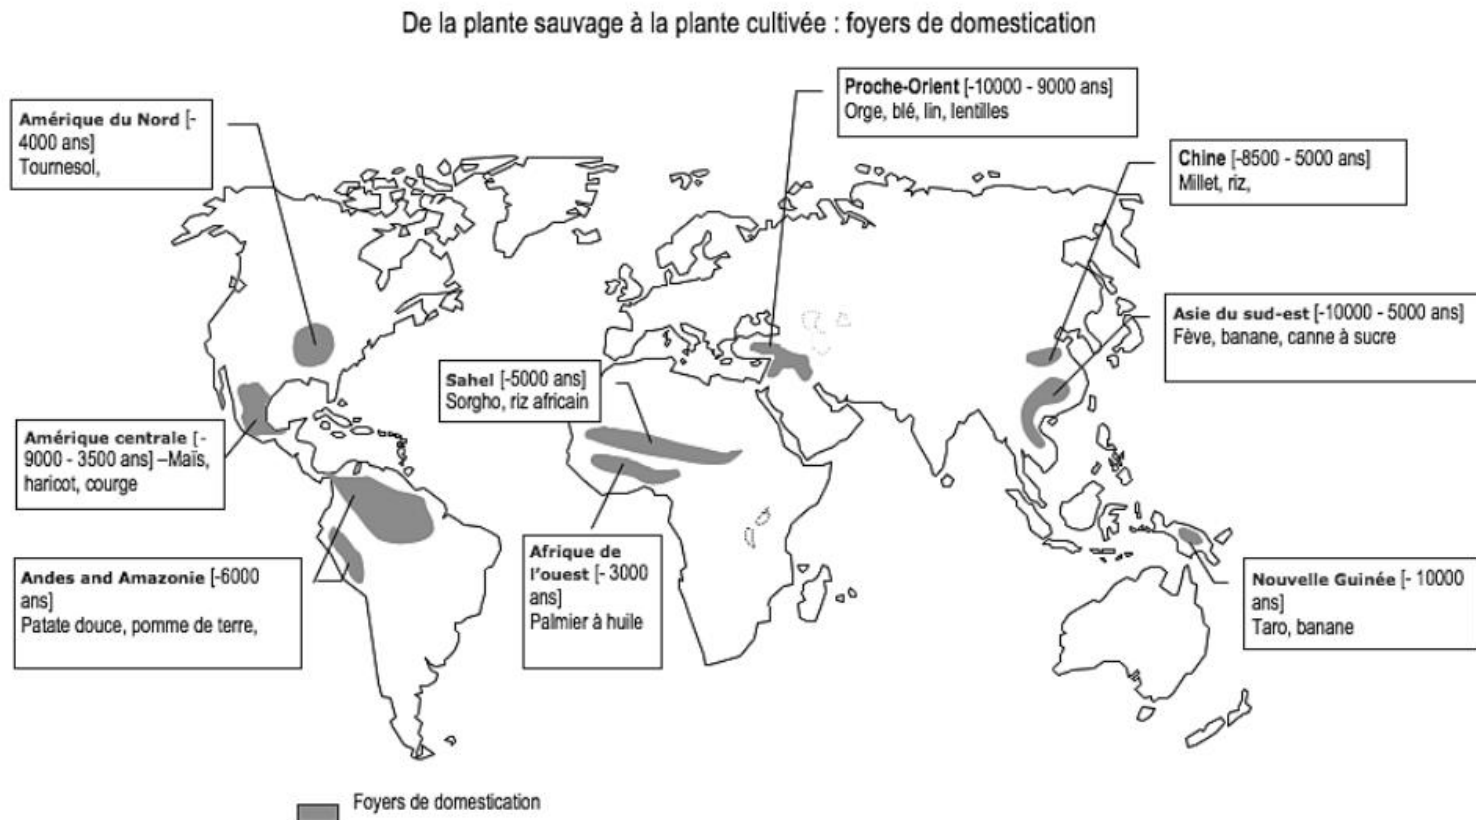 De la plante sauvage à la plante cultivée : foyers de domestication
Amérique du Nord [-
4000 ans]
Tournesol,
Proche-Orient [-10000 - 9000 ans]
Orge, blé, lin, lentilles
Chine [-8500 - 5000 ans]
Millet, riz,
Asie du sud-est [-10000 - 5000 ans]
Fève, banane, canne à sucre
Sahel [-5000 ans]
Sorgho, riz africain
Amérique centrale [-
9000 - 3500 ans] –Maïs,
haricot, courge
Andes and Amazonie [-6000
ans]
Patate douce, pomme de terre,
Afrique de
l'ouest [- 3000
ans]
Palmier à huile
Nouvelle Guinée [- 10000
ans]
Taro, banane
Foyers de domestication